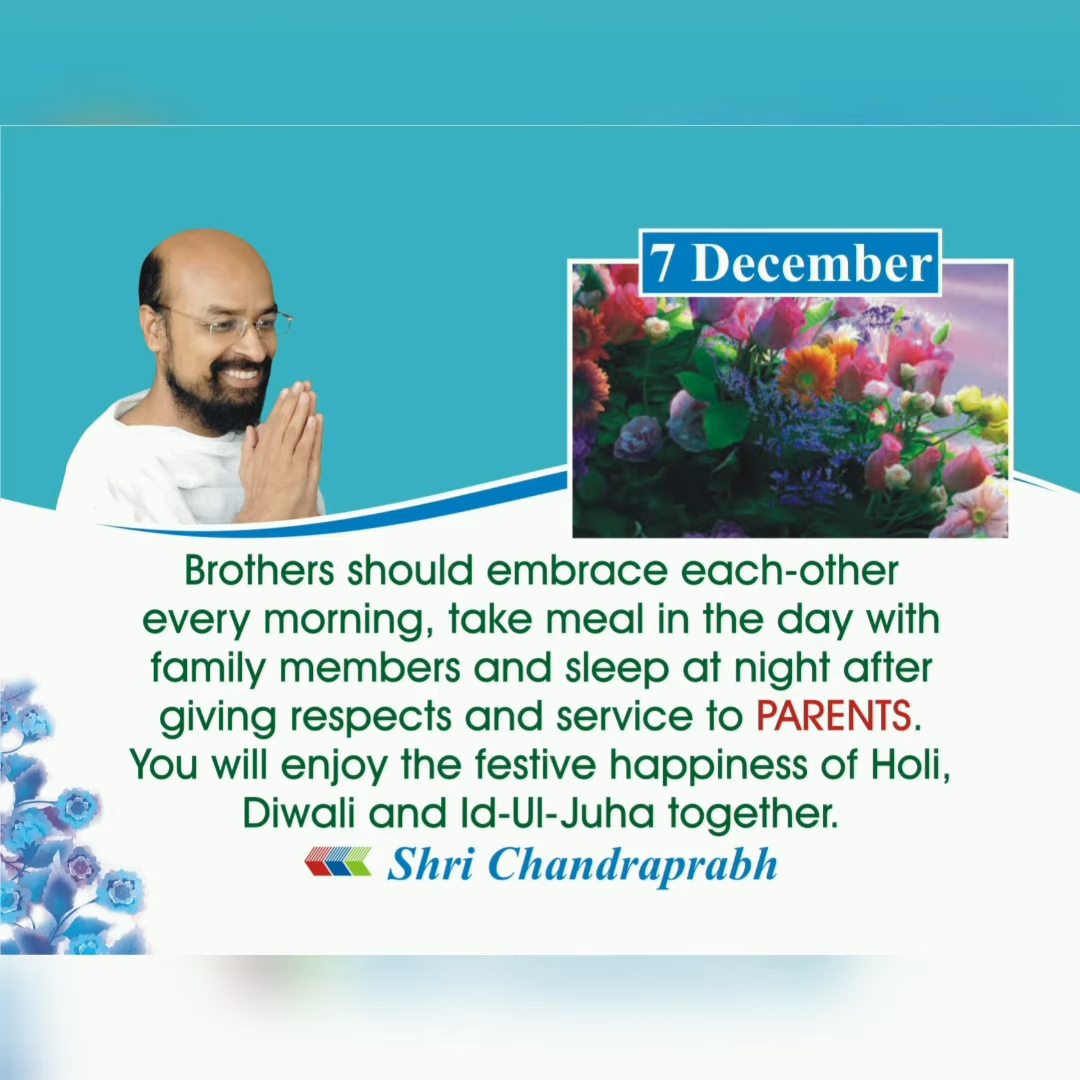 7 December
Brothers should embrace each-other
every morning, take meal in the day with
family members and sleep at night after
giving respects and service to PARENTS.
You will enjoy the festive happiness of Holi,
Diwali and Id-Ul-Juha together.
Shri Chandraprabh